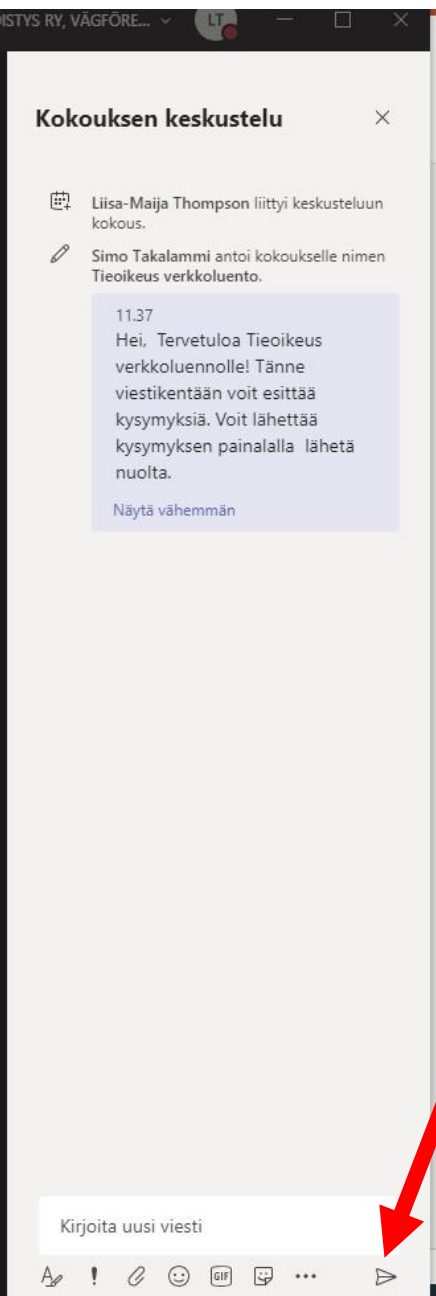 ISTYS RY, VÄGFÖRE...
LT
Kokouksen keskustelu
Liisa-Maija Thompson liittyi keskusteluun
kokous.
Simo Takalammi antoi kokoukselle nimen
Tieoikeus verkkoluento.
11.37
Hei,  Tervetuloa Tieoikeus
verkkoluennolle! Tänne
viestikentään voit esittää
kysymyksiä. Voit lähettää
kysymyksen painalalla  lähetä
nuolta.
Näytä vähemmän
Kirjoita uusi viesti
GIF